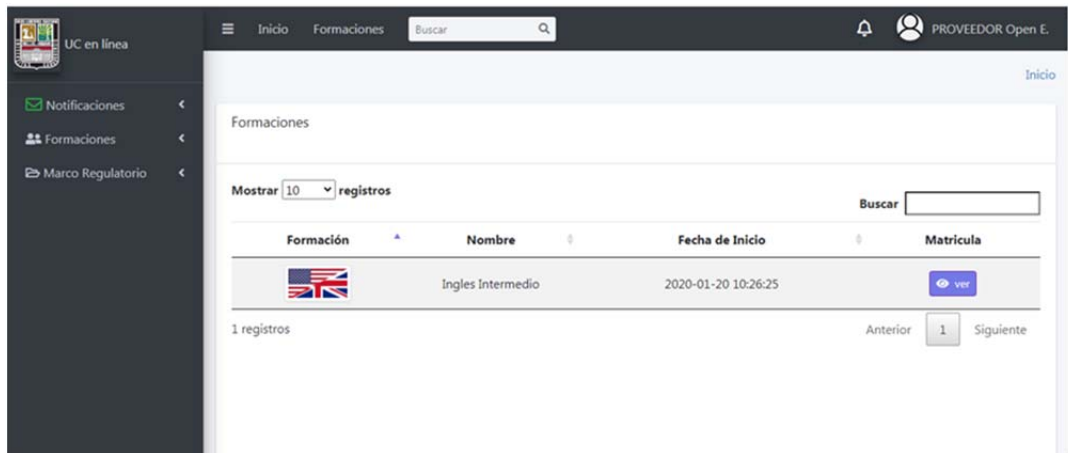 UC en línea
Inicio Formaciones Buscar PROVEEDOR Open E.
Inicio
Notificaciones
Formaciones
Marco Regulatorio
Formaciones
Mostrar 10 registros
Buscar
Formación Nombre Fecha de Inicio Matricula
Ingles Intermedio 2020-01-20 10:26:25 ver
1 registros
Anterior 1 Siguiente